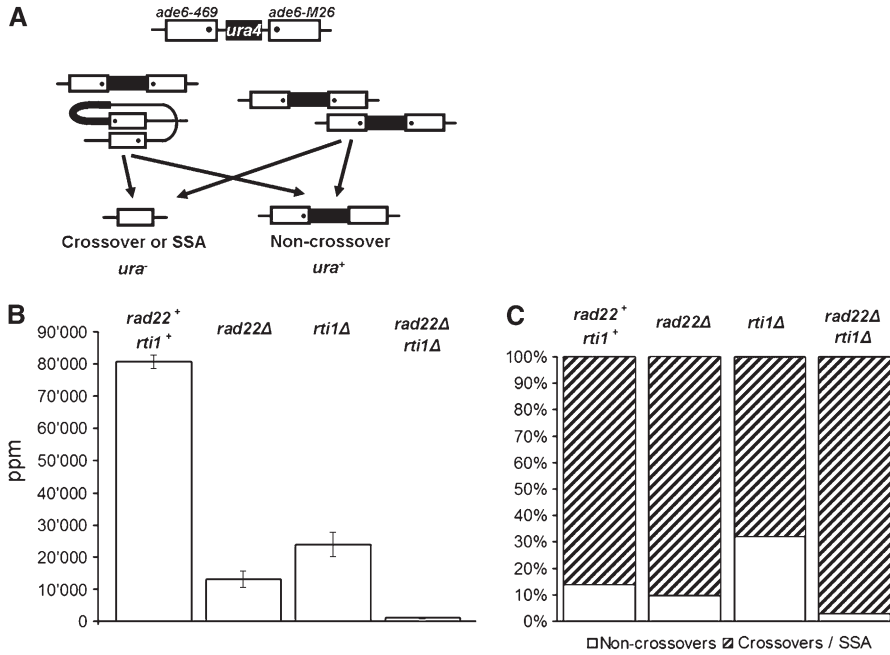 A
ade6-469 ade6-M26
ura4
Crossover or SSA Non-crossover
ura- ura+
B
rad22+ rad22Δ rti1Δ rad22Δ
rti1+ rti1Δ
90'000
80'000
70'000
60'000
50'000
40'000
30'000
20'000
10'000
0
ppm
C
rad22+ rad22Δ rti1Δ rad22Δ
rti1+ rti1Δ
100%
90%
80%
70%
60%
50%
40%
30%
20%
10%
0%
Non-crossovers Crossovers / SSA